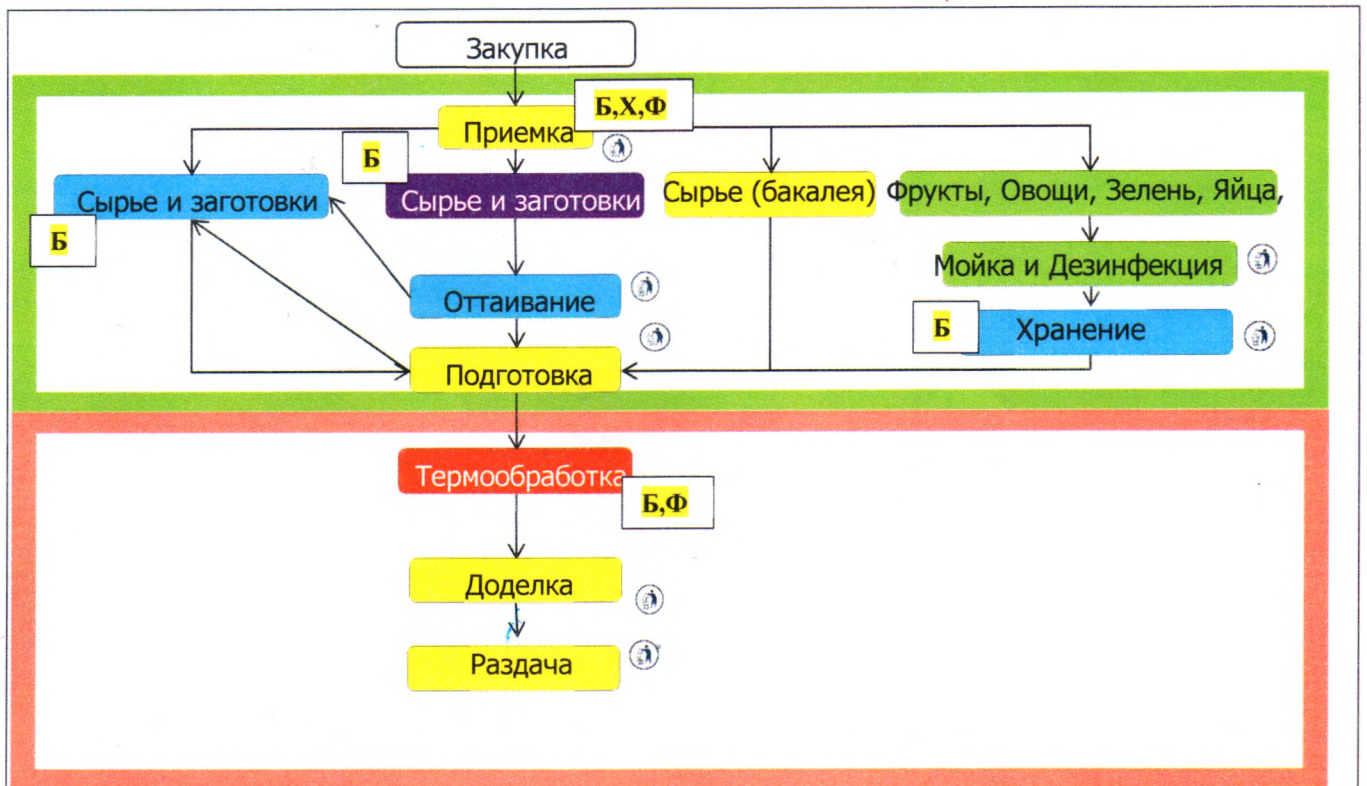 Закупка
Б,Х,Ф
Приемка
Б
Сырье и заготовки
Сырье и заготовки
Сырье (бакалея)
Фрукты, Овощи, Зелень, Яйца,
Б
Мойка и Дезинфекция
Оттаивание
Б
Хранение
Подготовка
Термообработка
Б,Ф
Доделка
Раздача